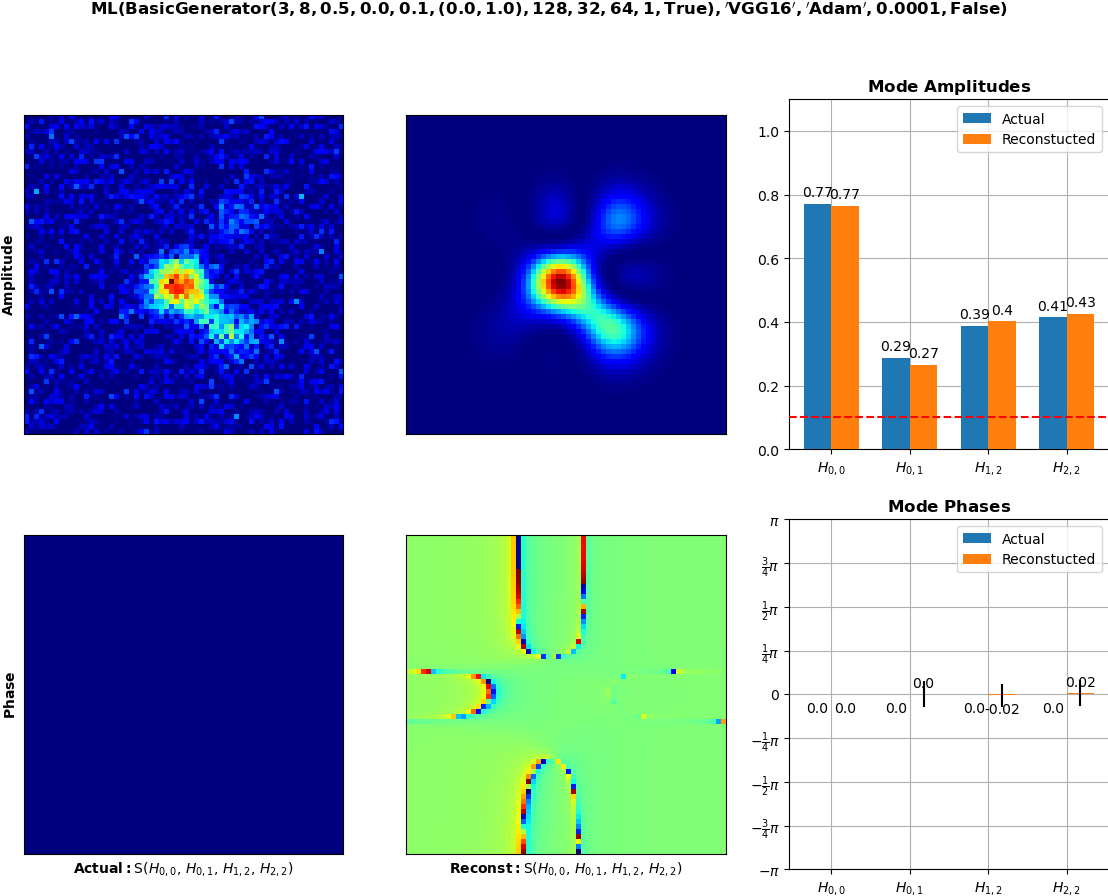 ML(BasicGenerator(3, 8, 0.5, 0.0, 0.1, (0.0, 1.0), 128, 32, 64, 1, True), ′VGG16′, ′Adam′, 0.0001, False)
Amplitude
Mode Amplitudes
Actual
Reconstucted
1.0
0.8
0.6
0.4
0.2
0.0
0.77 0.77
0.29 0.27
0.39 0.4
0.41 0.43
H0,0 H0,1 H1,2 H2,2
Phase
Actual: S(H0,0, H0,1, H1,2, H2,2)
Reconst: S(H0,0, H0,1, H1,2, H2,2)
Mode Phases
Actual
Reconstucted
π
3/4π
1/2π
1/4π
0
−1/4π
−1/2π
−3/4π
−π
0.0 0.0
0.0 0.0
0.0 -0.02
0.0 0.02
H0,0 H0,1 H1,2 H2,2